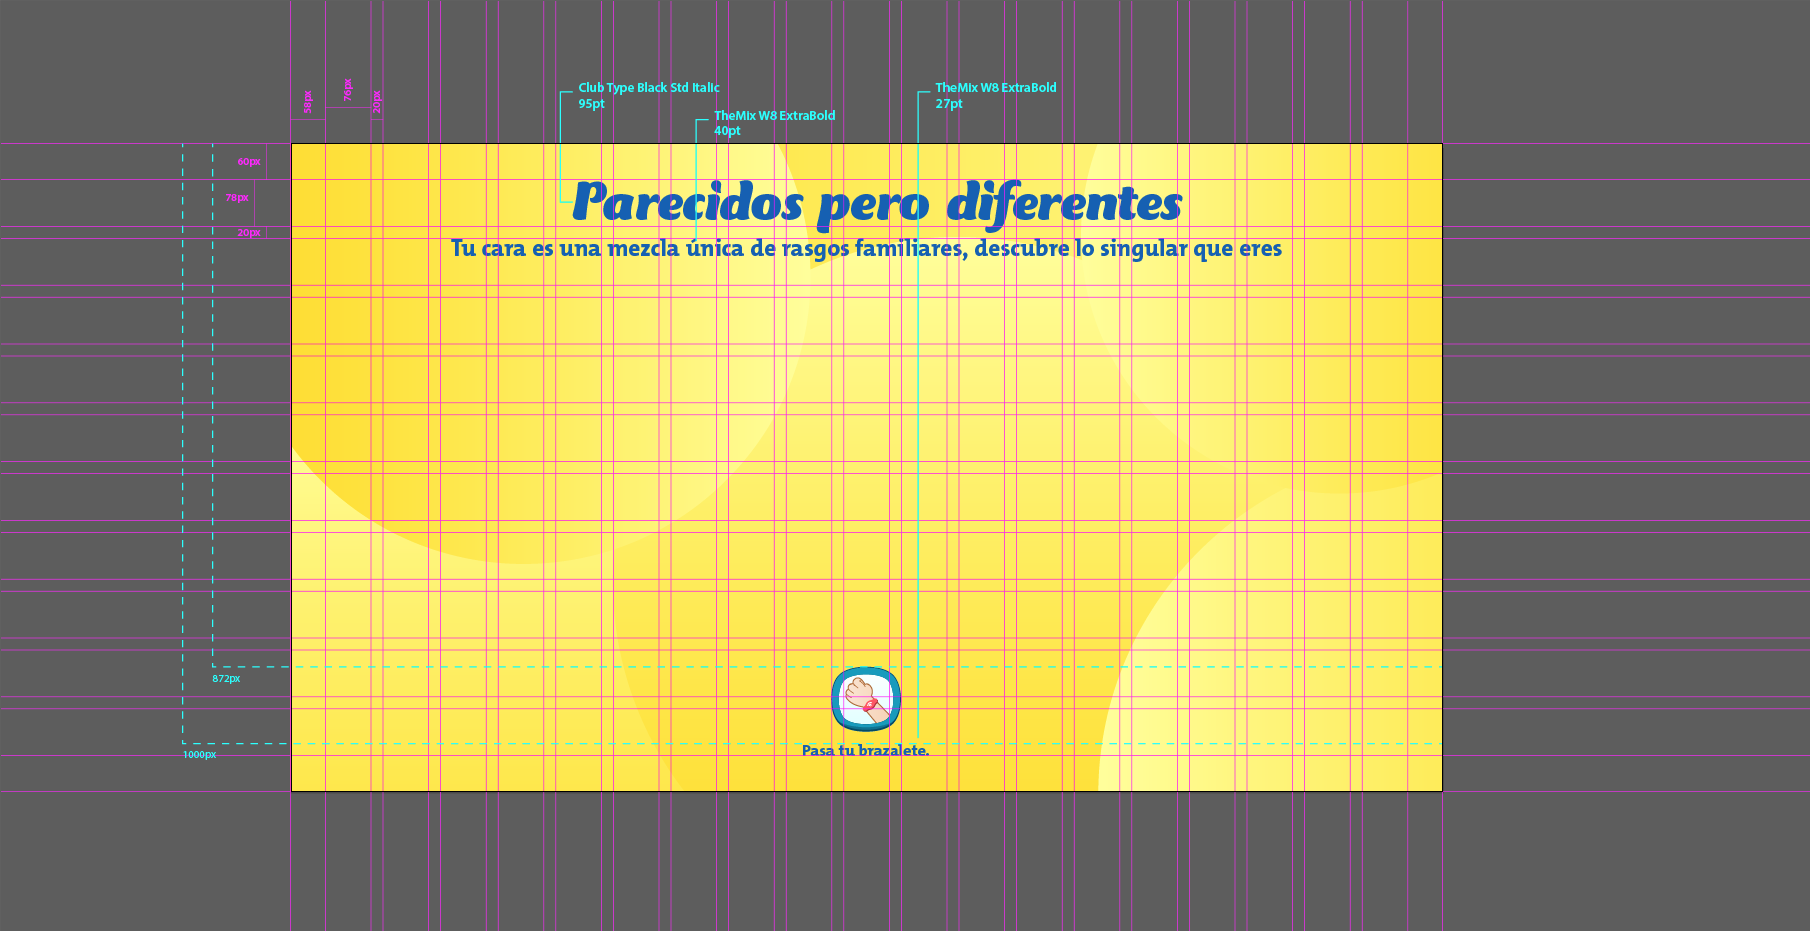 58px
76px
20px
Club Type Black Std Italic
95pt
TheMix W8 ExtraBold
40pt
TheMix W8 ExtraBold
27pt
60px
78px
20px
Parecidos pero diferentes
Tu cara es una mezcla única de rasgos familiares, descubre lo singular que eres
872px
1000px
Pasa tu brazalete.